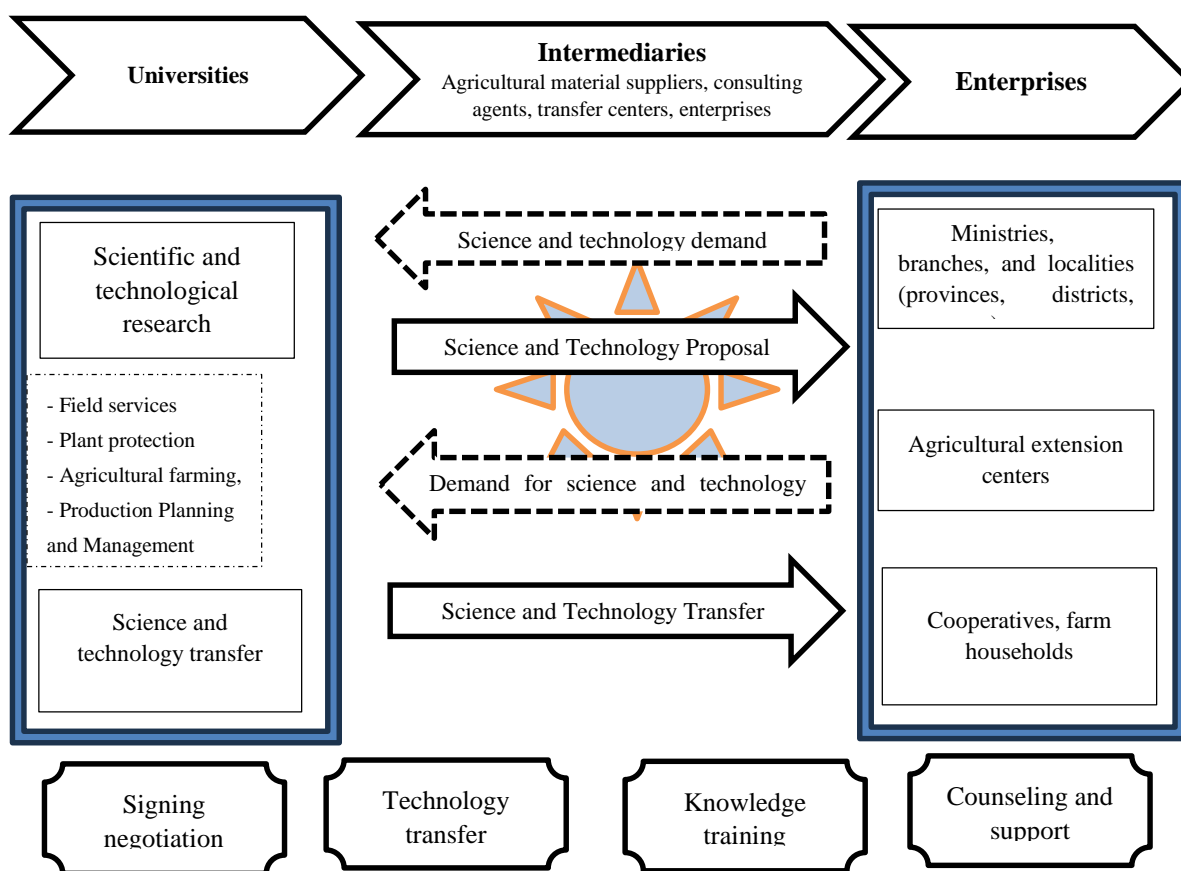 Universities
Intermediaries
Agricultural material suppliers, consulting
agents, transfer centers, enterprises
Enterprises
Scientific and
technological
research
- Field services
- Plant protection
- Agricultural farming,
- Production Planning
and Management
Science and
technology transfer
Science and technology demand
Science and Technology Proposal
Demand for science and technology
Science and Technology Transfer
Ministries,
branches, and localities
(provinces, districts,
Agricultural extension
centers
Cooperatives, farm
households
Signing
negotiation
Technology
transfer
Knowledge
training
Counseling and
support